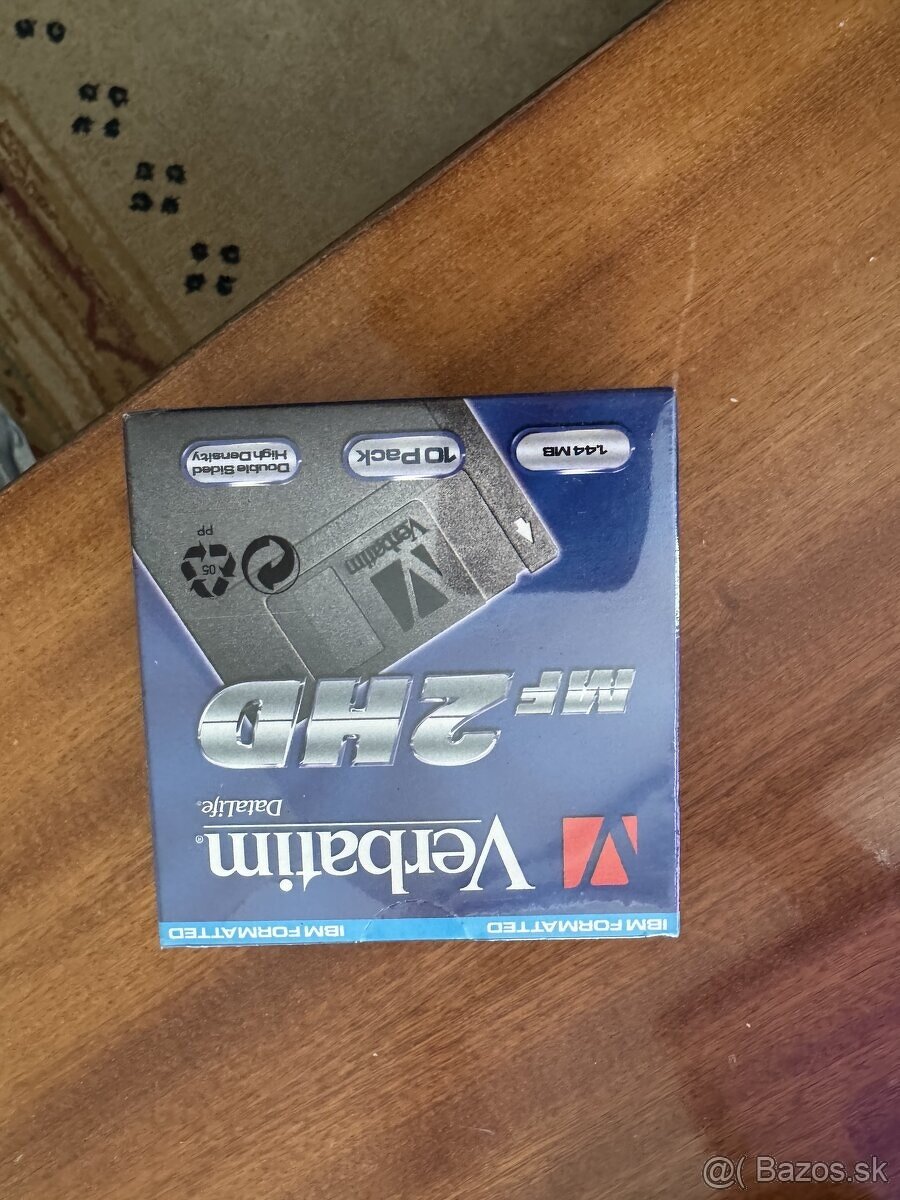 IBM FORMATTED IBM FORMATTED
Verbatim®
DataLife®
MF 2HD
Verbatim
05
PP
1.44 MB
10 Pack
Double Sided
High Density
@( Bazos.sk